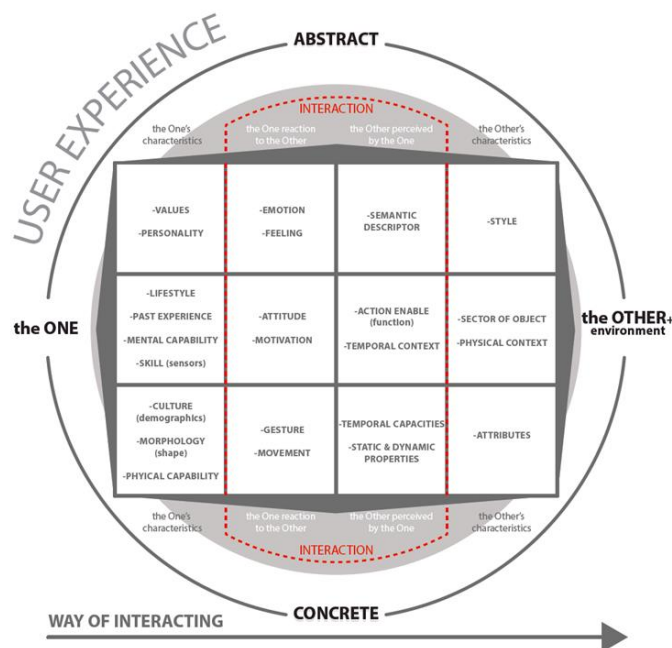 USER EXPERIENCE
ABSTRACT
INTERACTION
the One's
characteristics
the One reaction
to the Other
the Other perceived
by the One
the Other's
characteristics
-VALUES
-PERSONALITY
-EMOTION
-FEELING
-SEMANTIC
DESCRIPTOR
-STYLE
the ONE
-LIFESTYLE
-PAST EXPERIENCE
-MENTAL CAPABILITY
-SKILL (sensors)
-ATTITUDE
-MOTIVATION
-ACTION ENABLE
(function)
-TEMPORAL CONTEXT
-SECTOR OF OBJECT
-PHYSICAL CONTEXT
the OTHER+
environment
-CULTURE
(demographics)
-MORPHOLOGY
(shape)
-PHYICAL CAPABILITY
-GESTURE
-MOVEMENT
-TEMPORAL CAPACITIES
-STATIC & DYNAMIC
PROPERTIES
-ATTRIBUTES
the One's
characteristics
the One reaction
to the Other
the Other perceived
by the One
the Other's
characteristics
INTERACTION
CONCRETE
WAY OF INTERACTING